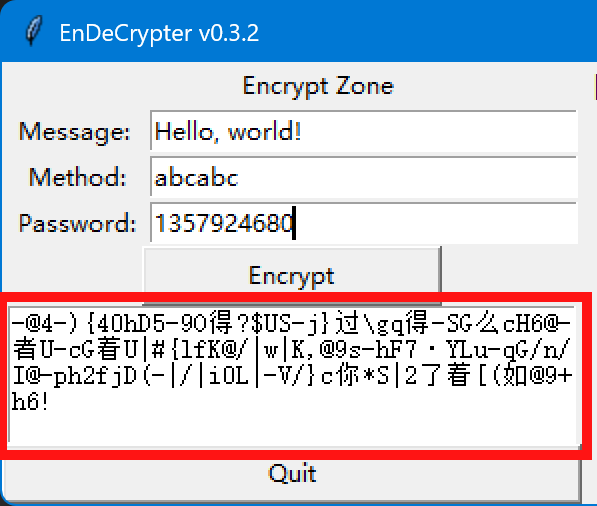 EnDeCrypter v0.3.2
Encrypt Zone
Message: Hello, world!
Method: abcabc
Password: 1357924680
Encrypt
-@4-){4OhD5-9O得?$US-j}过\gq得-SG么cH6@-
者U-cG着U|#{lfK@/|w|K,@9s-hF7·YLu-qG/n/
I@-ph2fjD(-|/|iOL|-V/}c你*S|2了着[(如@9+
h6!
Quit